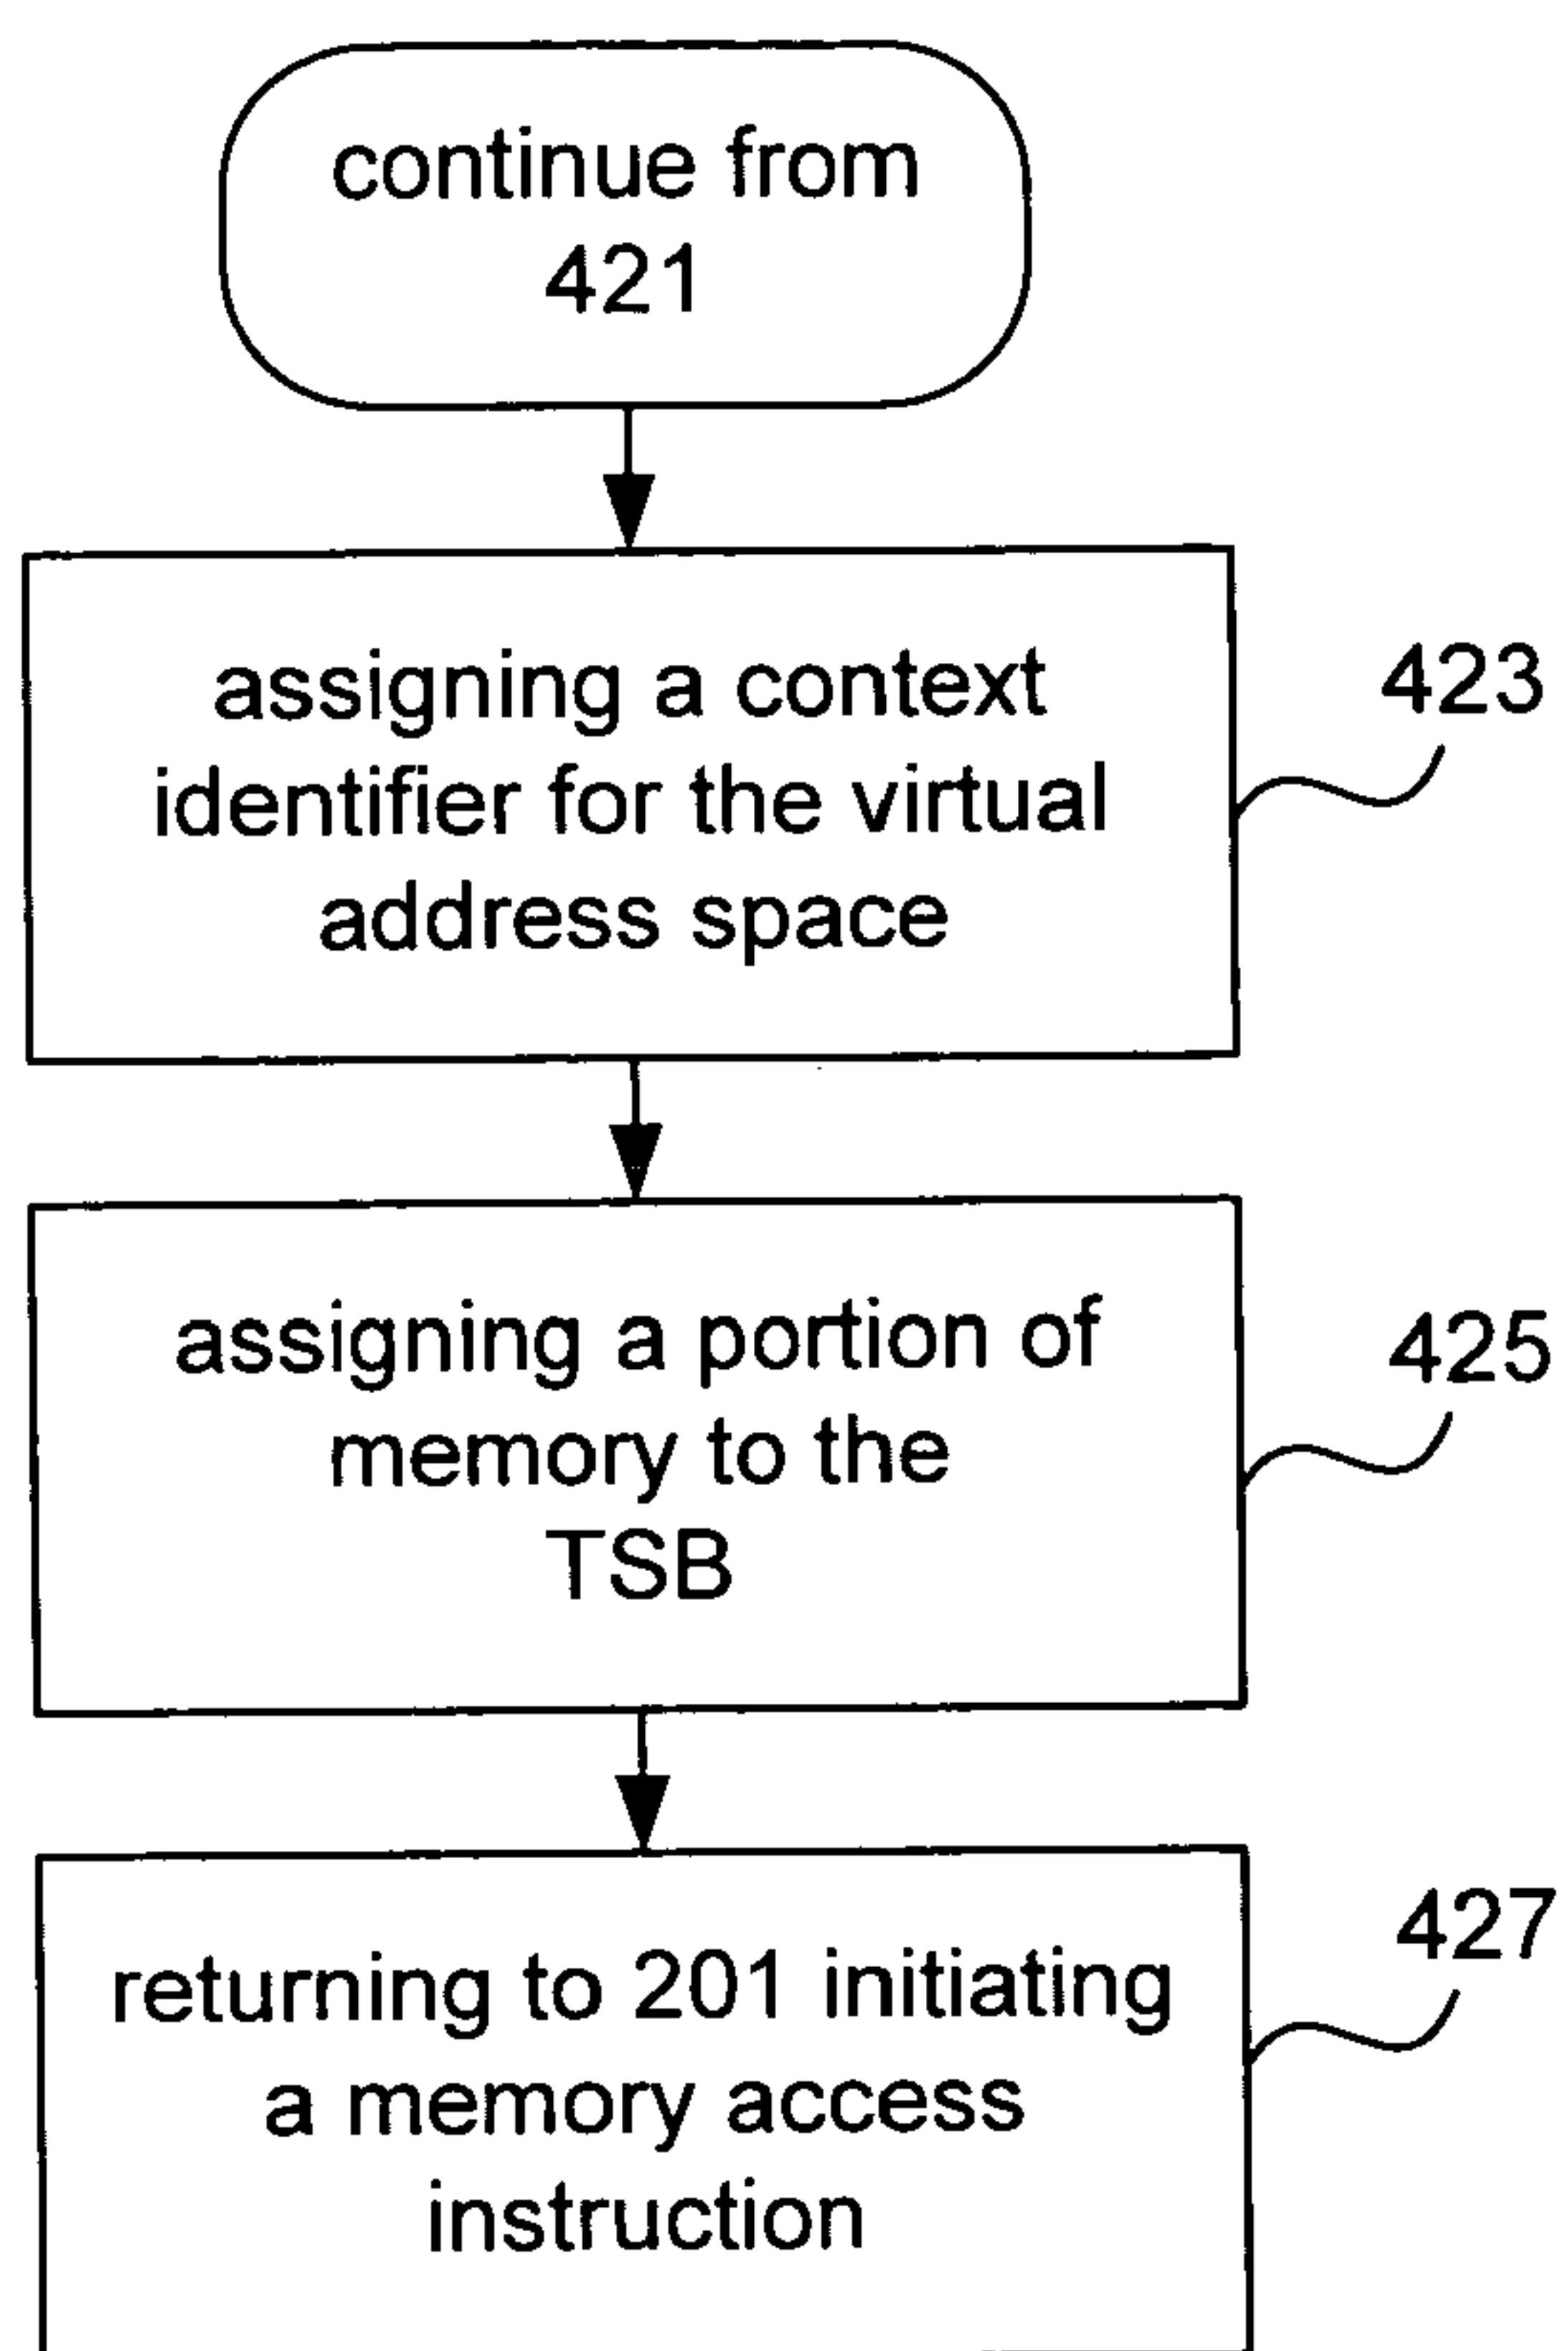 continue from
421
assigning a context
identifier for the virtual
address space
423
assigning a portion of
memory to the
TSB
425
returning to 201 initiating
a memory access
instruction
427